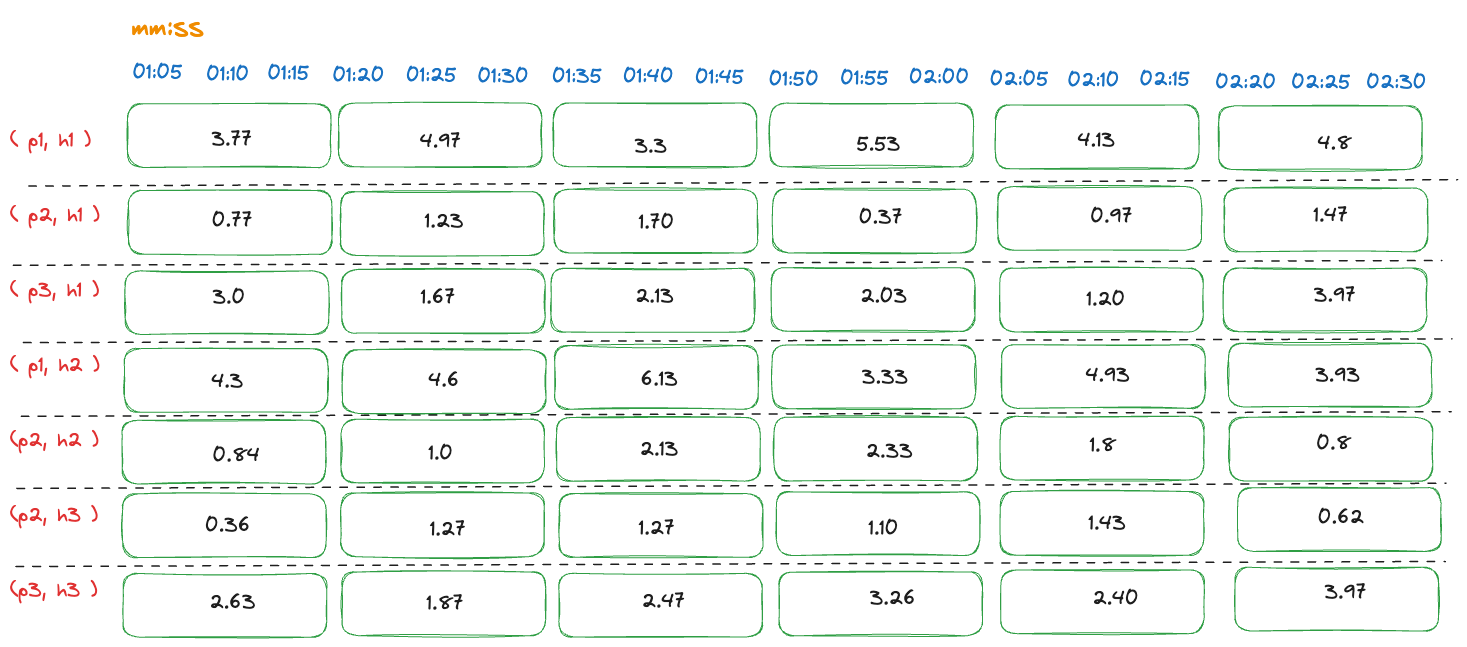 mm:SS
01:05 01:10 01:15 01:20 01:25 01:30 01:35 01:40 01:45 01:50 01:55 02:00 02:05 02:10 02:15 02:20 02:25 02:30
( p1, h1 ) 3.77 4.97 3.3 5.53 4.13 4.8
( p2, h1 ) 0.77 1.23 1.70 0.37 0.97 1.47
( p3, h1 ) 3.0 1.67 2.13 2.03 1.20 3.97
( p1, h2 ) 4.3 4.6 6.13 3.33 4.93 3.93
(p2, h2 ) 0.84 1.0 2.13 2.33 1.8 0.8
(p2, h3 ) 0.36 1.27 1.27 1.10 1.43 0.62
(p3, h3 ) 2.63 1.87 2.47 3.26 2.40 3.97